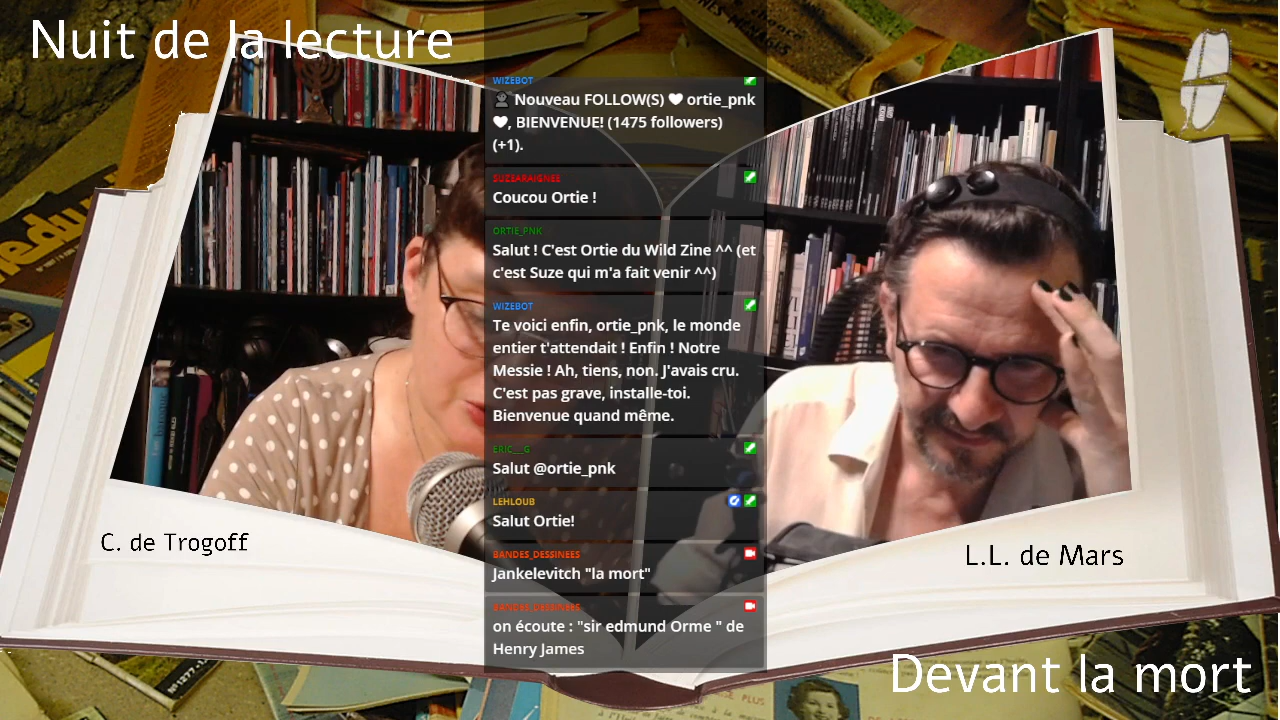 Nuit de la lecture
WIZEBOT
Nouveau FOLLOW(S) ❤ ortie_pnk
❤, BIENVENUE! (1475 followers)
(+1).
SUZEARAIGNEE
Coucou Ortie !
ORTIE_PNK
Salut ! C'est Ortie du Wild Zine ^^ (et
c'est Suze qui m'a fait venir ^^)
WIZEBOT
Te voici enfin, ortie_pnk, le monde
entier t'attendait ! Enfin ! Notre
Messie ! Ah, tiens, non. J'avais cru.
C'est pas grave, installe-toi.
Bienvenue quand même.
ERIC__G
Salut @ortie_pnk
LEHLOUB
Salut Ortie!
BANDES_DESSINEES
Jankelevitch "la mort"
BANDES_DESSINEES
on écoute : "sir edmund Orme " de
Henry James
C. de Trogoff
L.L. de Mars
Devant la mort